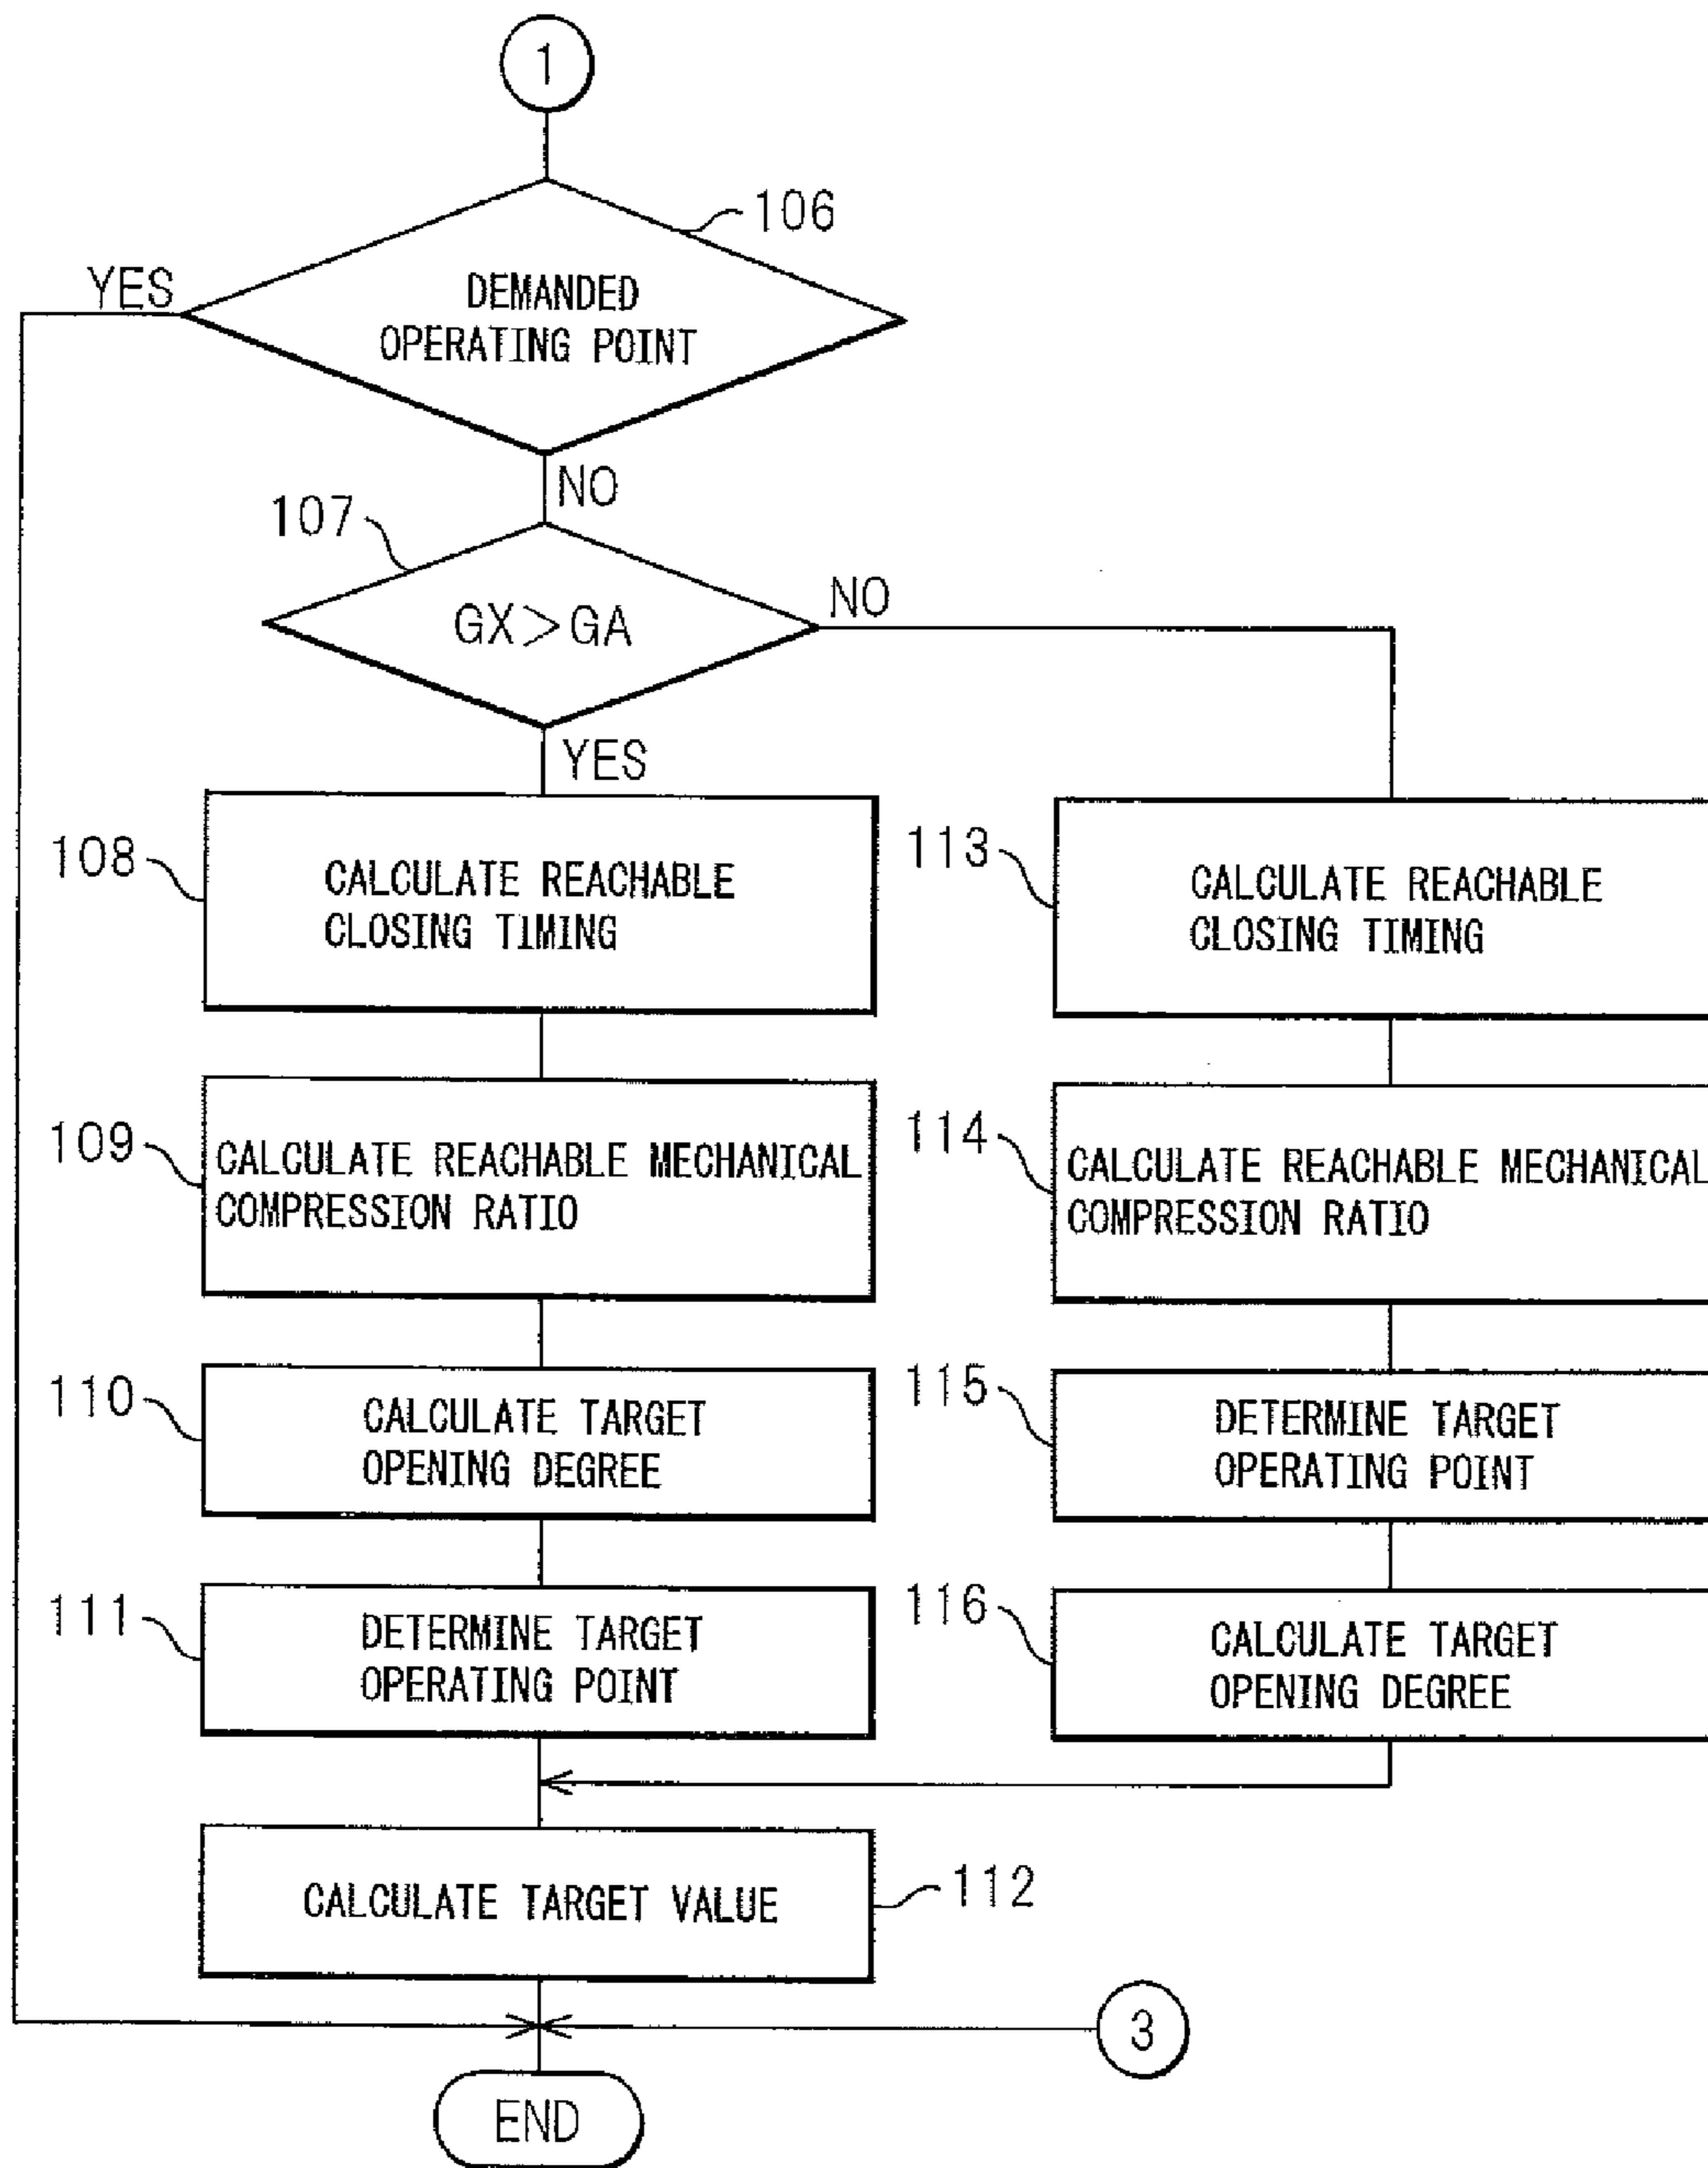 1
106
YES
DEMANDED
OPERATING POINT
NO
107
GX>GA
NO
YES
108
CALCULATE REACHABLE
CLOSING TIMING
113
CALCULATE REACHABLE
CLOSING TIMING
109
CALCULATE REACHABLE MECHANICAL
COMPRESSION RATIO
114
CALCULATE REACHABLE MECHANICAL
COMPRESSION RATIO
110
CALCULATE TARGET
OPENING DEGREE
115
DETERMINE TARGET
OPERATING POINT
111
DETERMINE TARGET
OPERATING POINT
116
CALCULATE TARGET
OPENING DEGREE
CALCULATE TARGET VALUE
112
3
END